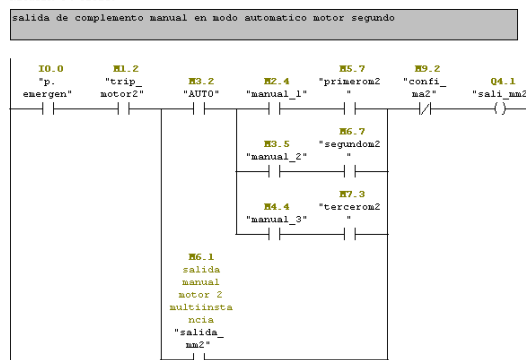 salida de complemento manual en modo automatico motor segundo
I0.0 M1.2 M3.2 M2.4 M5.7 M9.2 Q4.1
"p. "trip_ "AUTO" "manual_1" "primerom2 "confi_ "sali_mm2"
emergen" motor2" " ma2"
M3.5 M6.7
"manual_2" "segundom2
"
M4.4 M7.3
"manual_3" "tercerom2
"
M6.1
salida
manual
motor 2
multiinsta
ncia
"salida_
mm2"